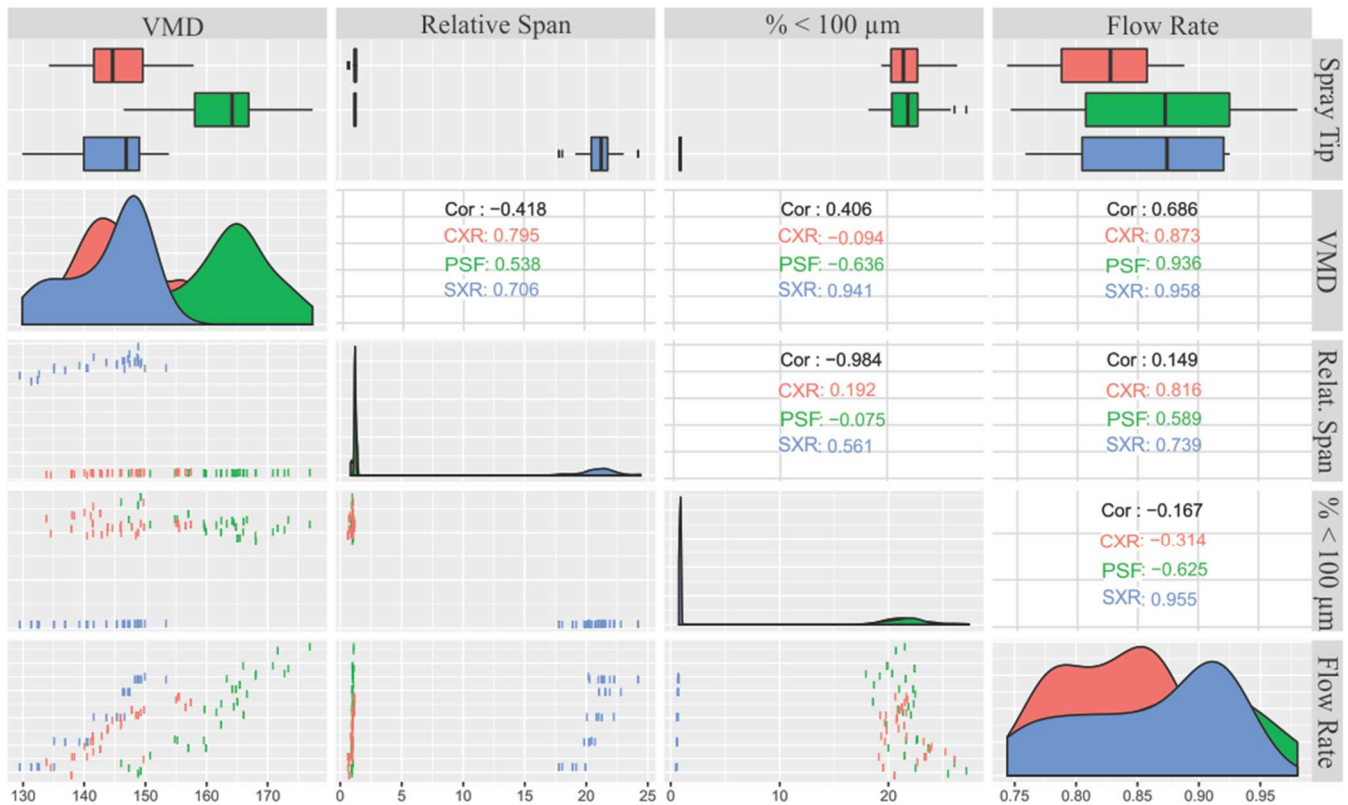 VMD
Relative Span
% < 100 µm
Flow Rate
Spray Tip
Cor : −0.418
CXR: 0.795
PSF: 0.538
SXR: 0.706
Cor : 0.406
CXR: −0.094
PSF: −0.636
SXR: 0.941
Cor : 0.686
CXR: 0.873
PSF: 0.936
SXR: 0.958
VMD
Cor : −0.984
CXR: 0.192
PSF: −0.075
SXR: 0.561
Cor : 0.149
CXR: 0.816
PSF: 0.589
SXR: 0.739
Relat. Span
Cor : −0.167
CXR: −0.314
PSF: −0.625
SXR: 0.955
% < 100 µm
Flow Rate
130 140 150 160 170
0 5 10 15 20 25
0 20
0.75 0.80 0.85 0.90 0.95